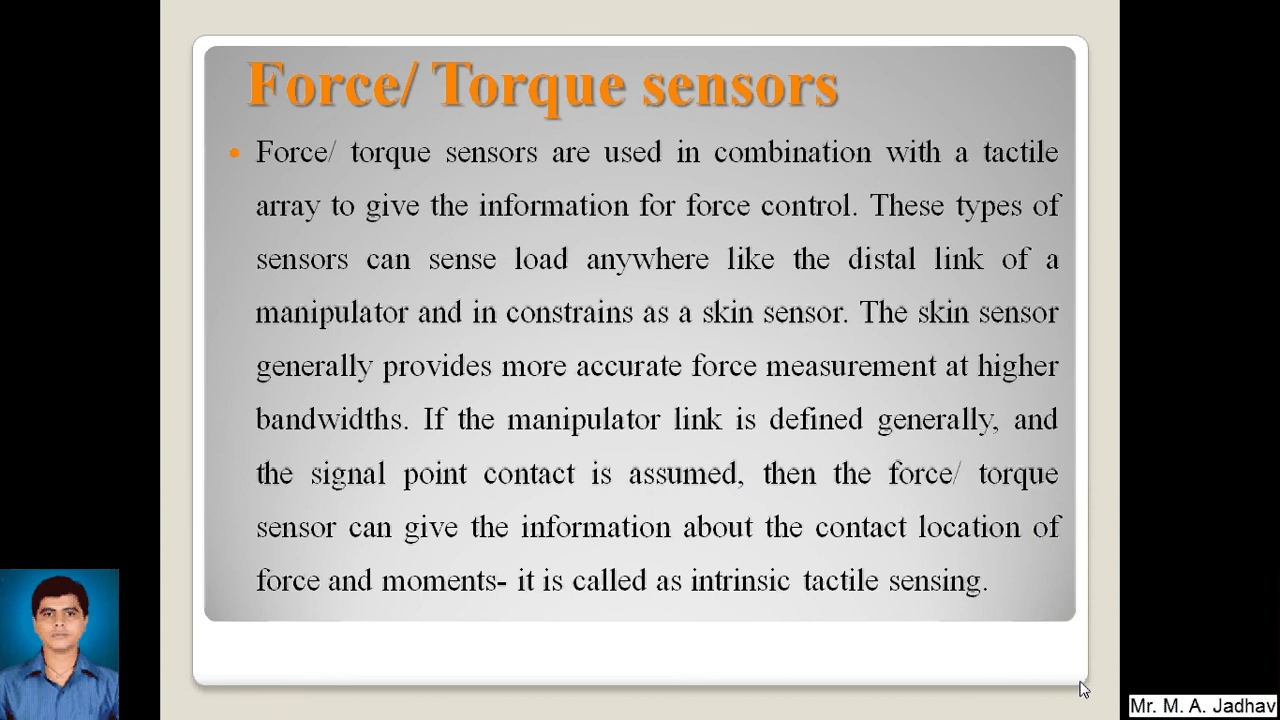 Force/ Torque sensors
Force/ torque sensors are used in combination with a tactile
array to give the information for force control. These types of
sensors can sense load anywhere like the distal link of a
manipulator and in constrains as a skin sensor. The skin sensor
generally provides more accurate force measurement at higher
bandwidths. If the manipulator link is defined generally, and
the signal point contact is assumed, then the force/ torque
sensor can give the information about the contact location of
force and moments- it is called as intrinsic tactile sensing.
Mr. M. A. Jadhav